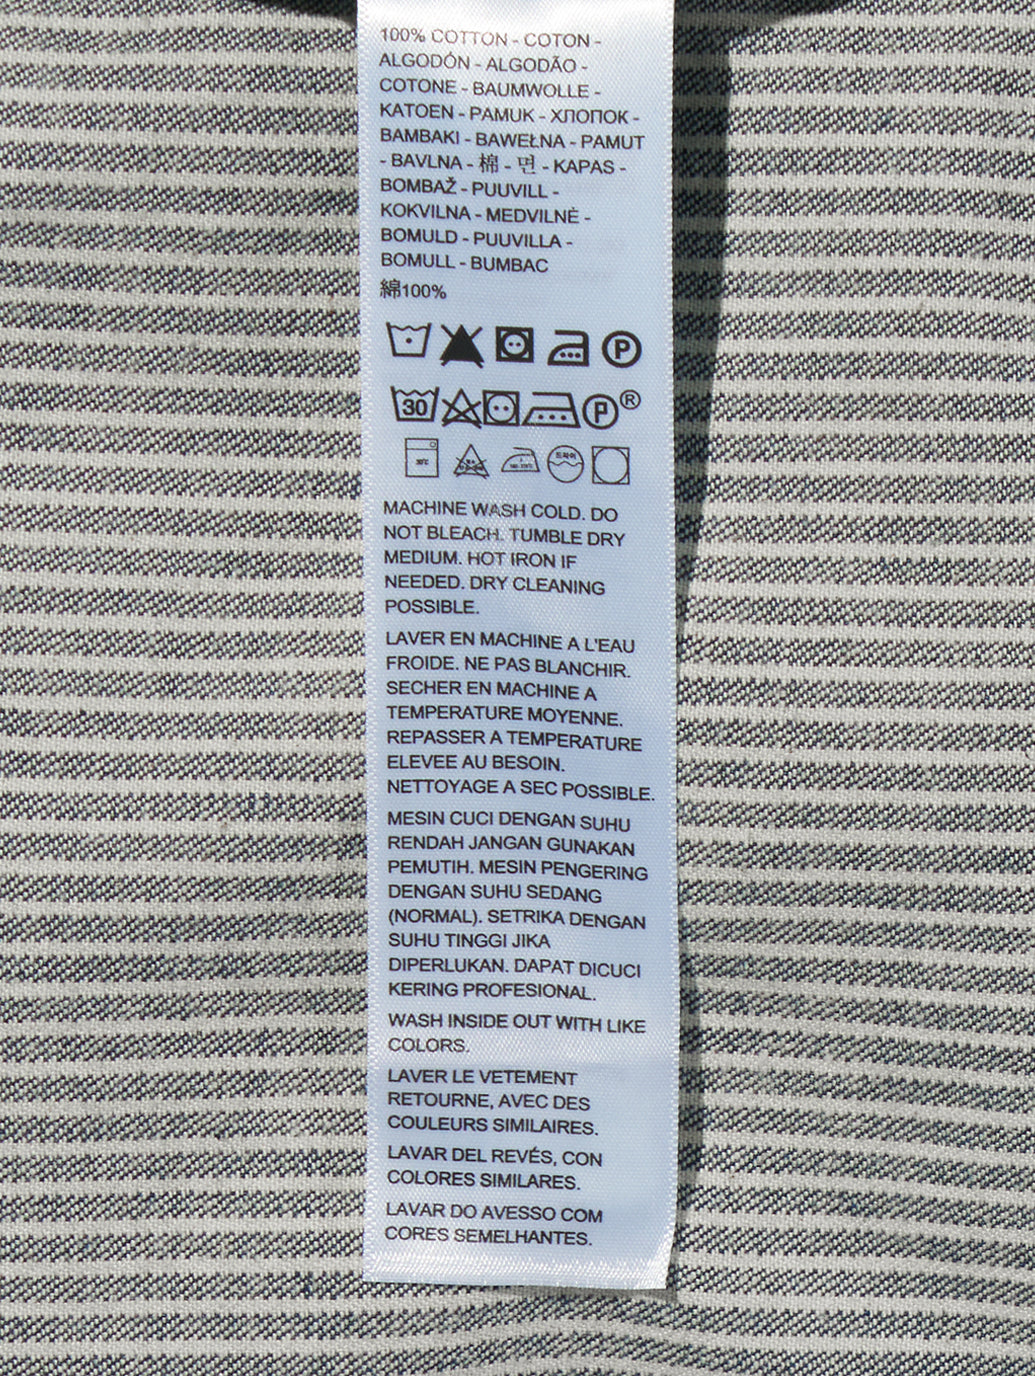 100% COTTON - COTON -
ALGODÓN - ALGODÃO -
COTONE - BAUMWOLLE -
KATOEN - PAMUK - ХЛОПОК -
BAMBAKI - BAWEŁNA - PAMUT
- BAVLNA - 棉 - 면 - KAPAS -
BOMBAŽ - PUUVILL -
KOKVILNA - MEDVILNĖ -
BOMULD - PUUVILLA -
BOMULL - BUMBAC
綿100%
P
30 P ®
30℃ 드라이
MACHINE WASH COLD. DO
NOT BLEACH. TUMBLE DRY
MEDIUM. HOT IRON IF
NEEDED. DRY CLEANING
POSSIBLE.
LAVER EN MACHINE A L'EAU
FROIDE. NE PAS BLANCHIR.
SECHER EN MACHINE A
TEMPERATURE MOYENNE.
REPASSER A TEMPERATURE
ELEVEE AU BESOIN.
NETTOYAGE A SEC POSSIBLE.
MESIN CUCI DENGAN SUHU
RENDAH JANGAN GUNAKAN
PEMUTIH. MESIN PENGERING
DENGAN SUHU SEDANG
(NORMAL). SETRIKA DENGAN
SUHU TINGGI JIKA
DIPERLUKAN. DAPAT DICUCI
KERING PROFESIONAL.
WASH INSIDE OUT WITH LIKE
COLORS.
LAVER LE VETEMENT
RETOURNE, AVEC DES
COULEURS SIMILAIRES.
LAVAR DEL REVÉS, CON
COLORES SIMILARES.
LAVAR DO AVESSO COM
CORES SEMELHANTES.